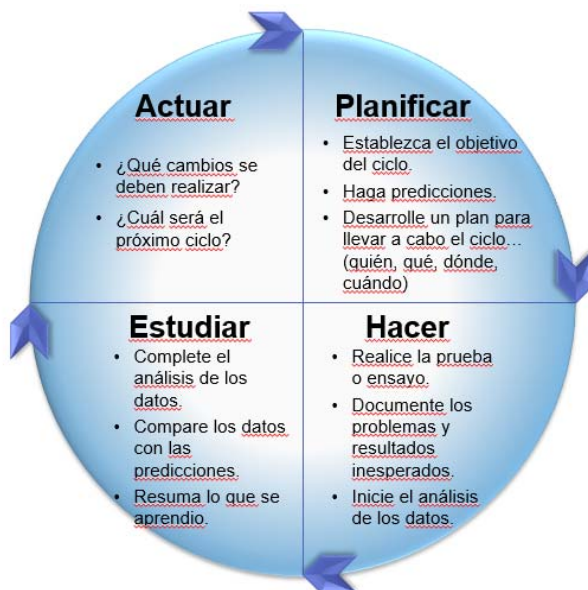 Actuar
• ¿Qué cambios se
deben realizar?
• ¿Cuál será el
próximo ciclo?
Planificar
• Establezca el objetivo
del ciclo.
• Haga predicciones.
• Desarrolle un plan para
llevar a cabo el ciclo…
(quién, qué, dónde,
cuándo)
Estudiar
• Complete el
análisis de los
datos.
• Compare los datos
con las
predicciones.
• Resuma lo que se
aprendio.
Hacer
• Realice la prueba
o ensayo.
• Documente los
problemas y
resultados
inesperados.
• Inicie el análisis
de los datos.